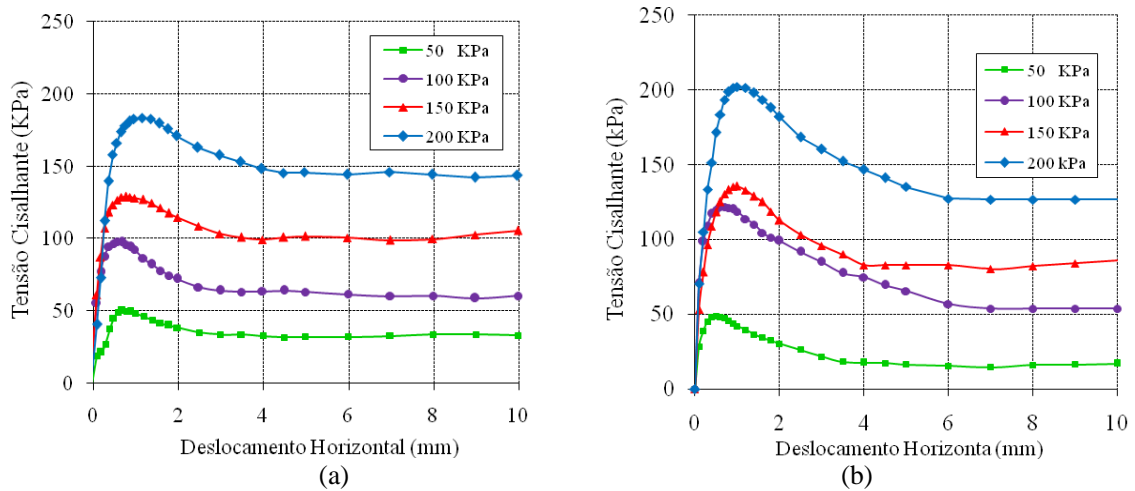 250
200
150
100
50
0
Tensão Cisalhante (KPa)
50 KPa
100 KPa
150 KPa
200 KPa
0 2 4 6 8 10
Deslocamento Horizontal (mm)
(a)
250
200
150
100
50
0
Tensão Cisalhante (kPa)
50 KPa
100 KPa
150 KPa
200 kPa
0 2 4 6 8 10
Deslocamento Horizonta (mm)
(b)